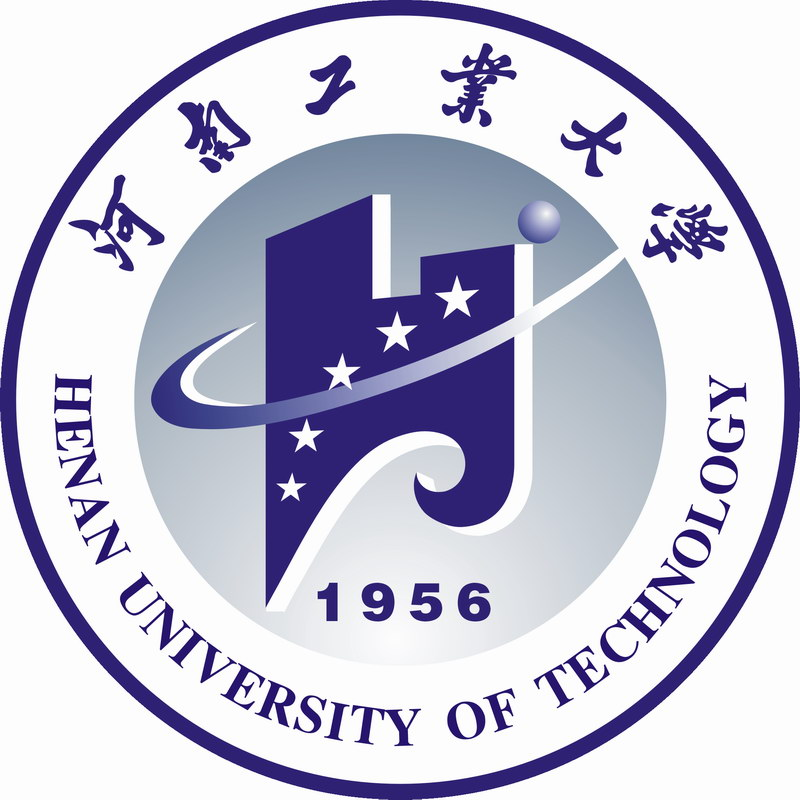 河南工業大學
1956
HENAN UNIVERSITY OF TECHNOLOGY